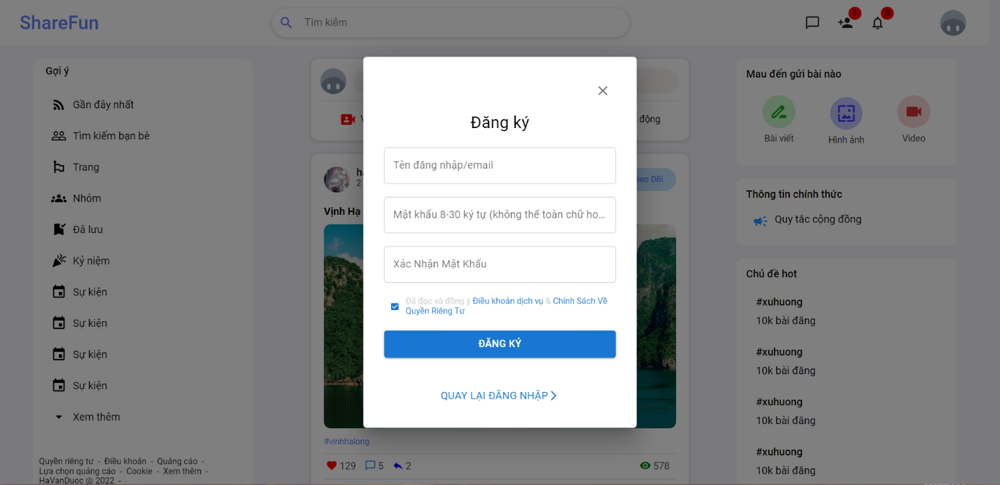 ShareFun
Tìm kiếm
1
3
Gợi ý
Gần đây nhất
Tìm kiếm bạn bè
Trang
Nhóm
Đã lưu
Kỷ niệm
Sự kiện
Sự kiện
Sự kiện
Sự kiện
Xem thêm
Quyền riêng tư - Điều khoản - Quảng cáo -
Lựa chọn quảng cáo - Cookie - Xem thêm -
HaVanDuoc @ 2022 -
động
2
Dõi
Vịnh Hạ
Đăng ký
Tên đăng nhập/email
Mật khẩu 8-30 ký tự (không thể toàn chữ ho...
Xác Nhận Mật Khẩu
Đã đọc và đồng ý Điều khoản dịch vụ & Chính Sách Về
Quyền Riêng Tư
ĐĂNG KÝ
QUAY LẠI ĐĂNG NHẬP
#vinhhalong
129 5 2 578
Mau đến gửi bài nào
Bài viết Hình ảnh Video
Thông tin chính thức
Quy tắc cộng đồng
Chủ đề hot
#xuhuong
10k bài đăng
#xuhuong
10k bài đăng
#xuhuong
10k bài đăng
#xuhuong
10k bài đăng